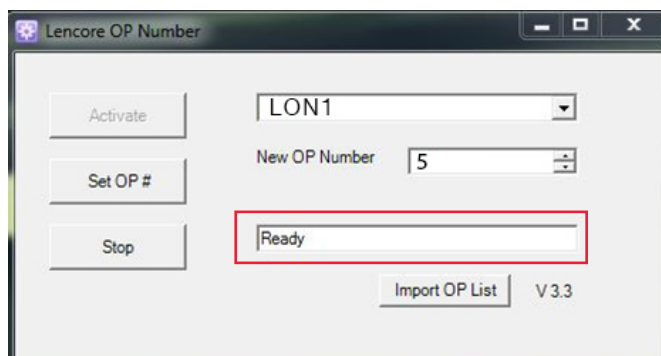 Lencore OP Number
Activate
LON1
Set OP #
New OP Number
5
Stop
Ready
Import OP List
V 3.3